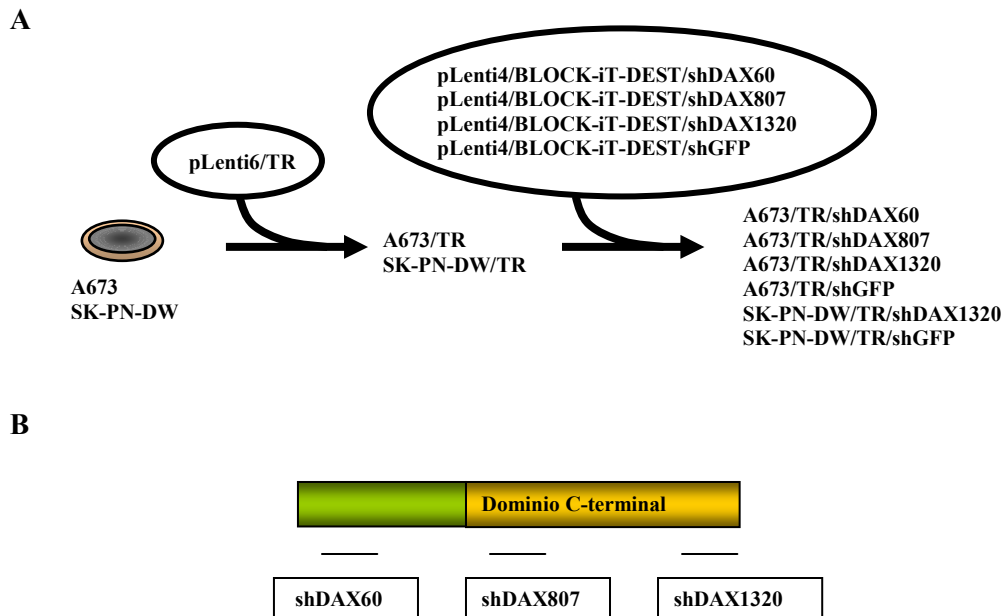 A
pLenti4/BLOCK-iT-DEST/shDAX60
pLenti4/BLOCK-iT-DEST/shDAX807
pLenti4/BLOCK-iT-DEST/shDAX1320
pLenti4/BLOCK-iT-DEST/shGFP
pLenti6/TR
A673
SK-PN-DW
A673/TR
SK-PN-DW/TR
A673/TR/shDAX60
A673/TR/shDAX807
A673/TR/shDAX1320
A673/TR/shGFP
SK-PN-DW/TR/shDAX1320
SK-PN-DW/TR/shGFP
B
Dominio C-terminal
shDAX60
shDAX807
shDAX1320